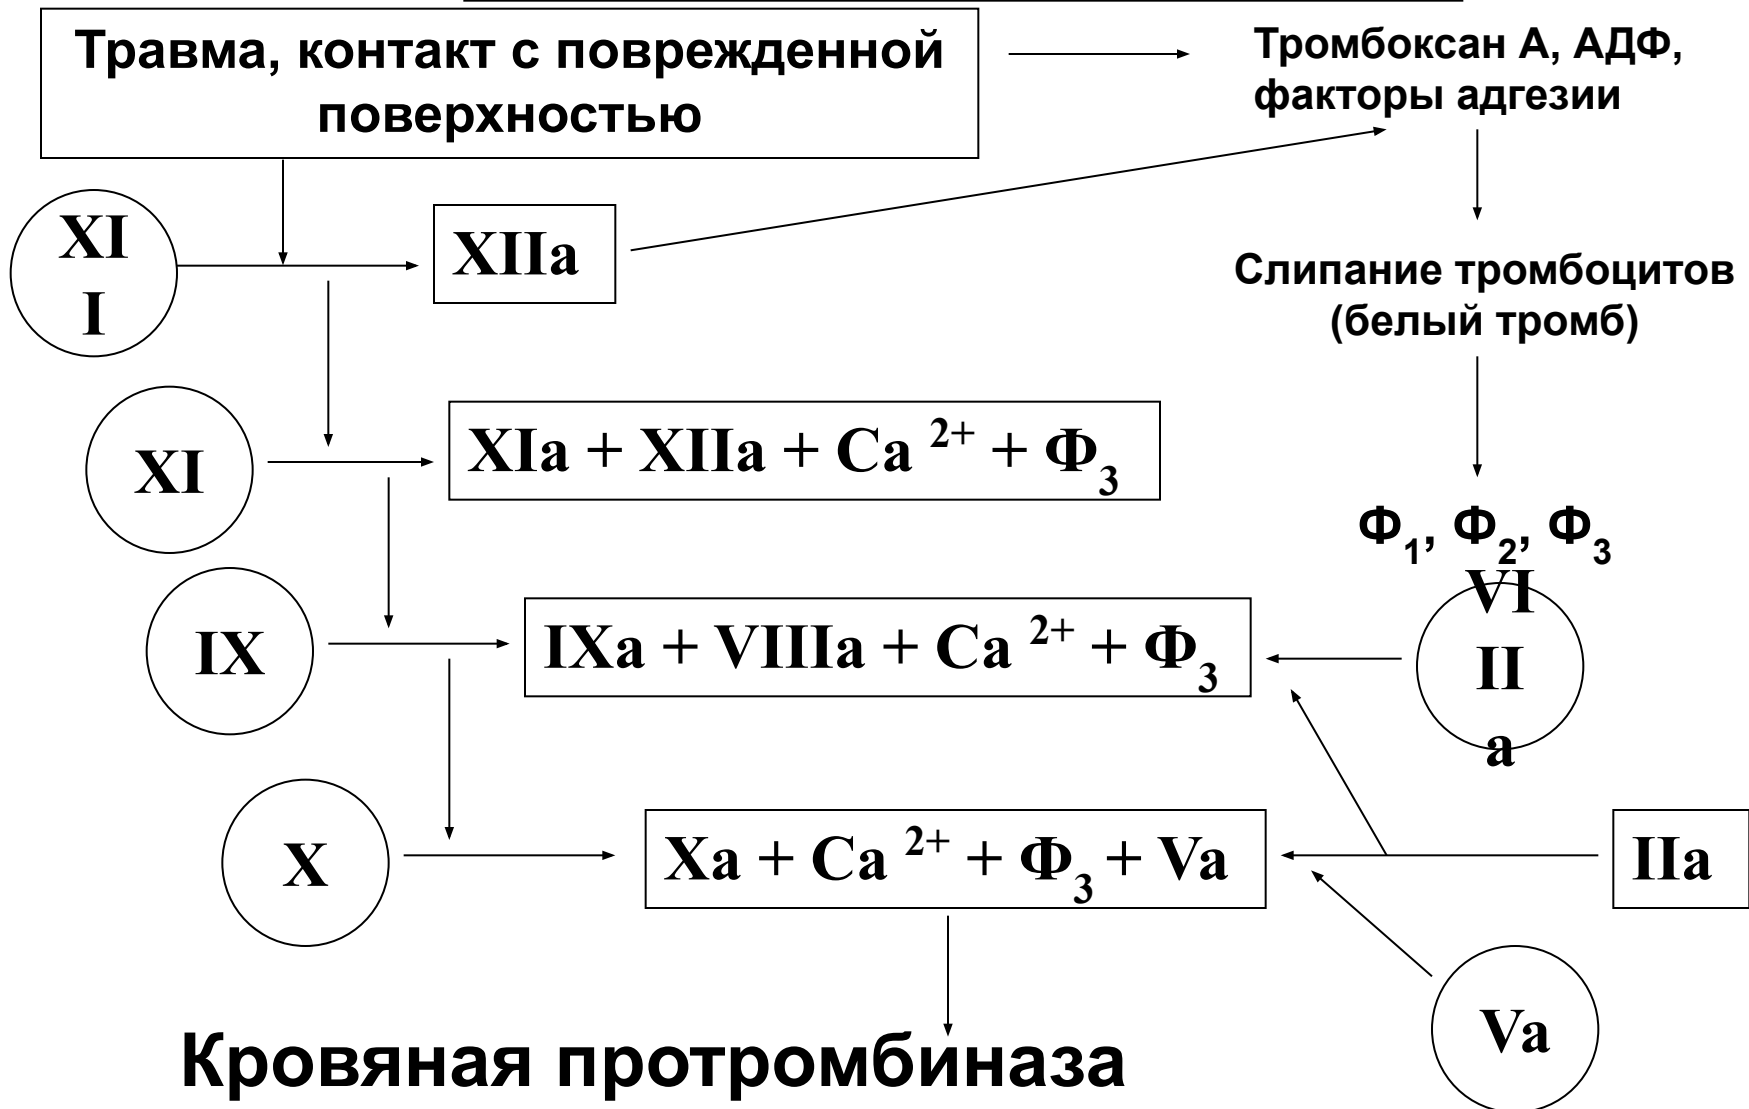 Травма, контакт с поврежденной
поверхностью
Тромбоксан А, АДФ,
факторы адгезии
XI
I
XIIa
Слипание тромбоцитов
(белый тромб)
XI
XIa + XIIa + Ca 2+ + Ф3
Ф1, Ф2, Ф3
IX
IXa + VIIIa + Ca 2+ + Ф3
VI
II
a
X
Xa + Ca 2+ + Ф3 + Va
IIa
Va
Кровяная протромбиназа